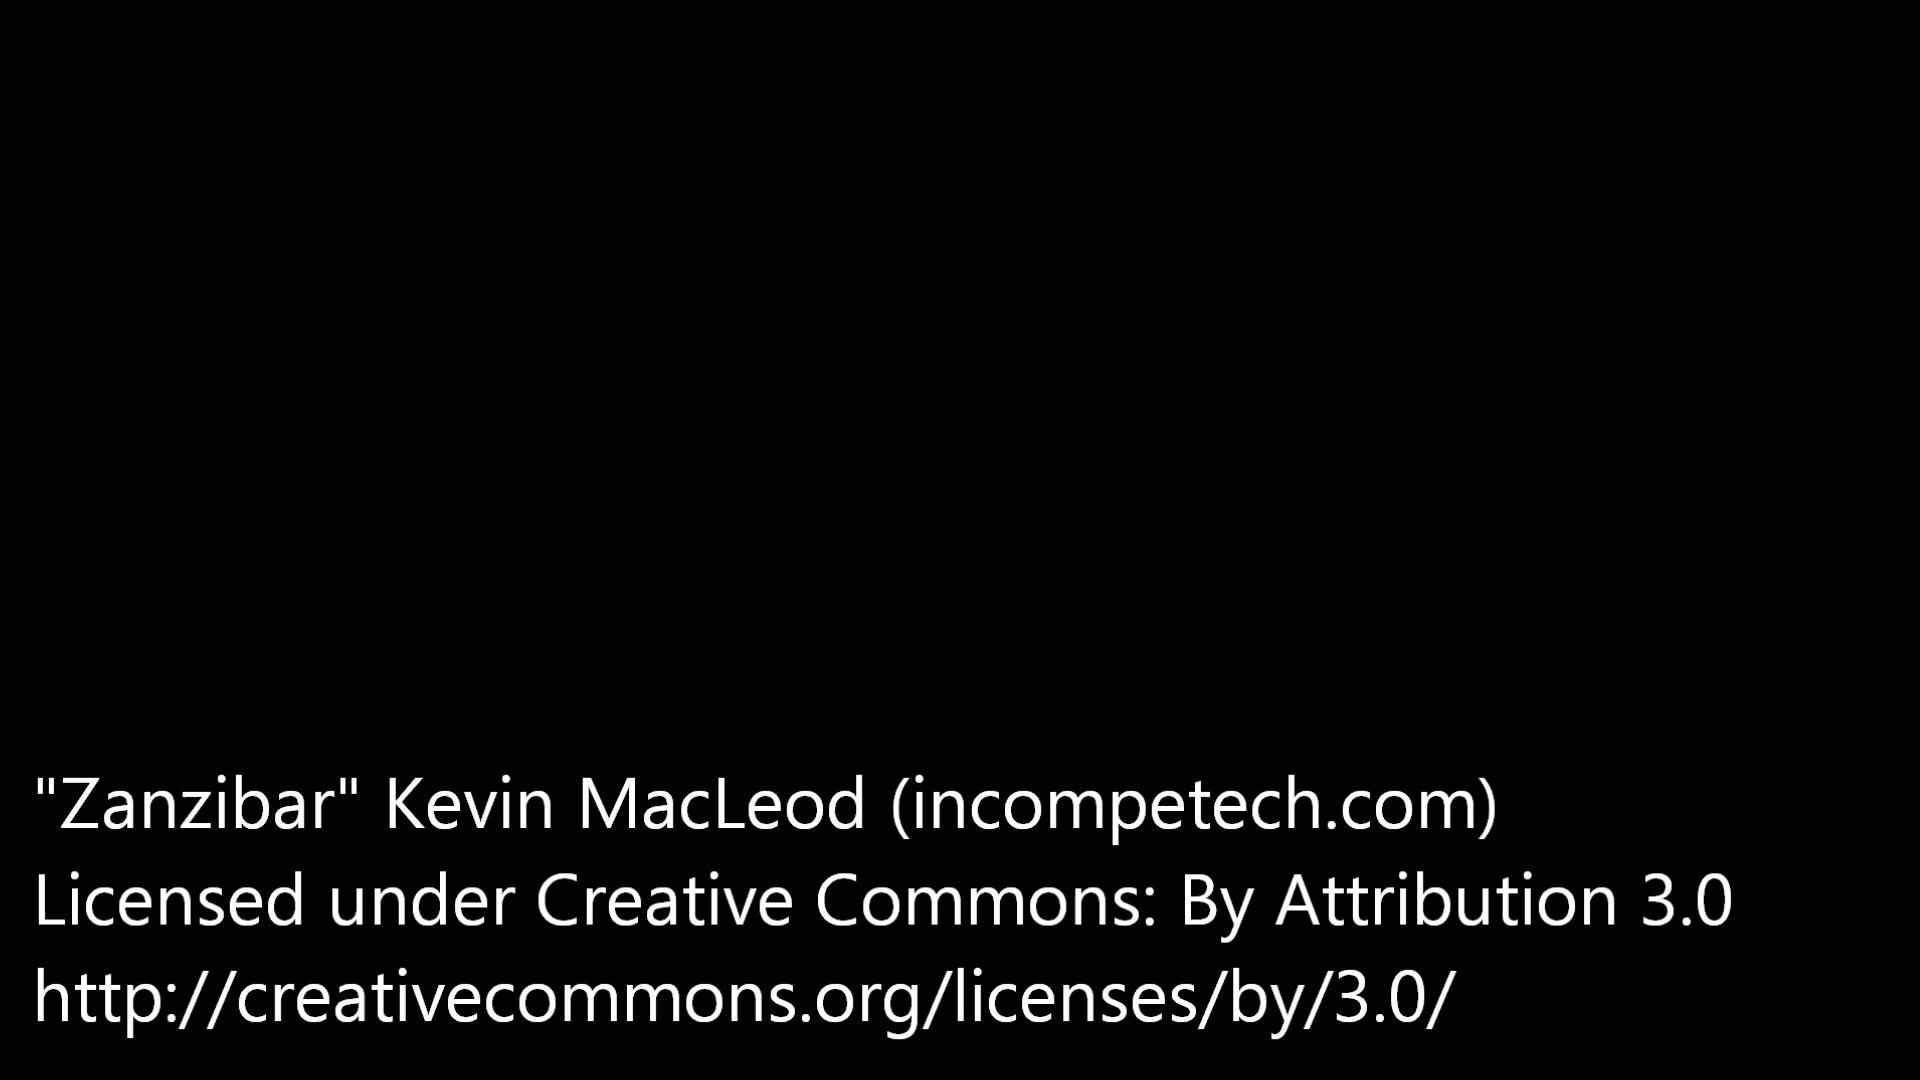 "Zanzibar" Kevin MacLeod (incompetech.com)
Licensed under Creative Commons: By Attribution 3.0
http://creativecommons.org/licenses/by/3.0/